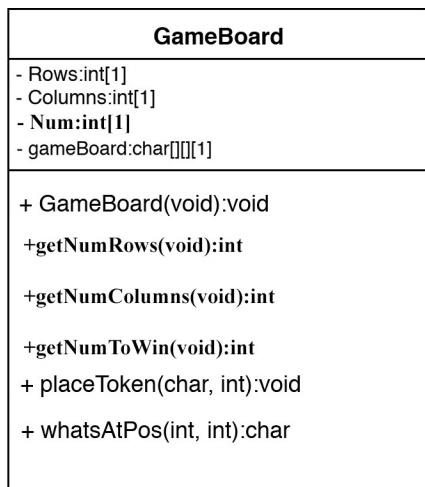 GameBoard
- Rows:int[1]
- Columns:int[1]
- Num:int[1]
- gameBoard:char[][][1]
+ GameBoard(void):void
+getNumRows(void):int
+getNumColumns(void):int
+getNumToWin(void):int
+ placeToken(char, int):void
+ whatsAtPos(int, int):char